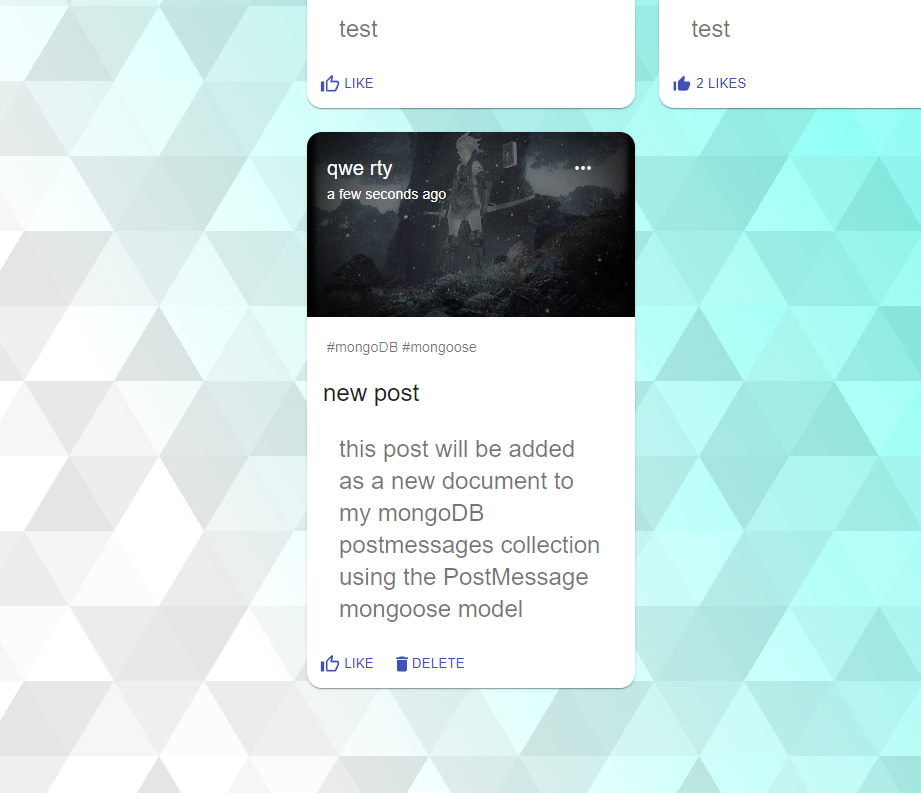 test
test
LIKE
2 LIKES
qwe rty
a few seconds ago
#mongoDB #mongoose
new post
this post will be added
as a new document to
my mongoDB
postmessages collection
using the PostMessage
mongoose model
LIKE
DELETE